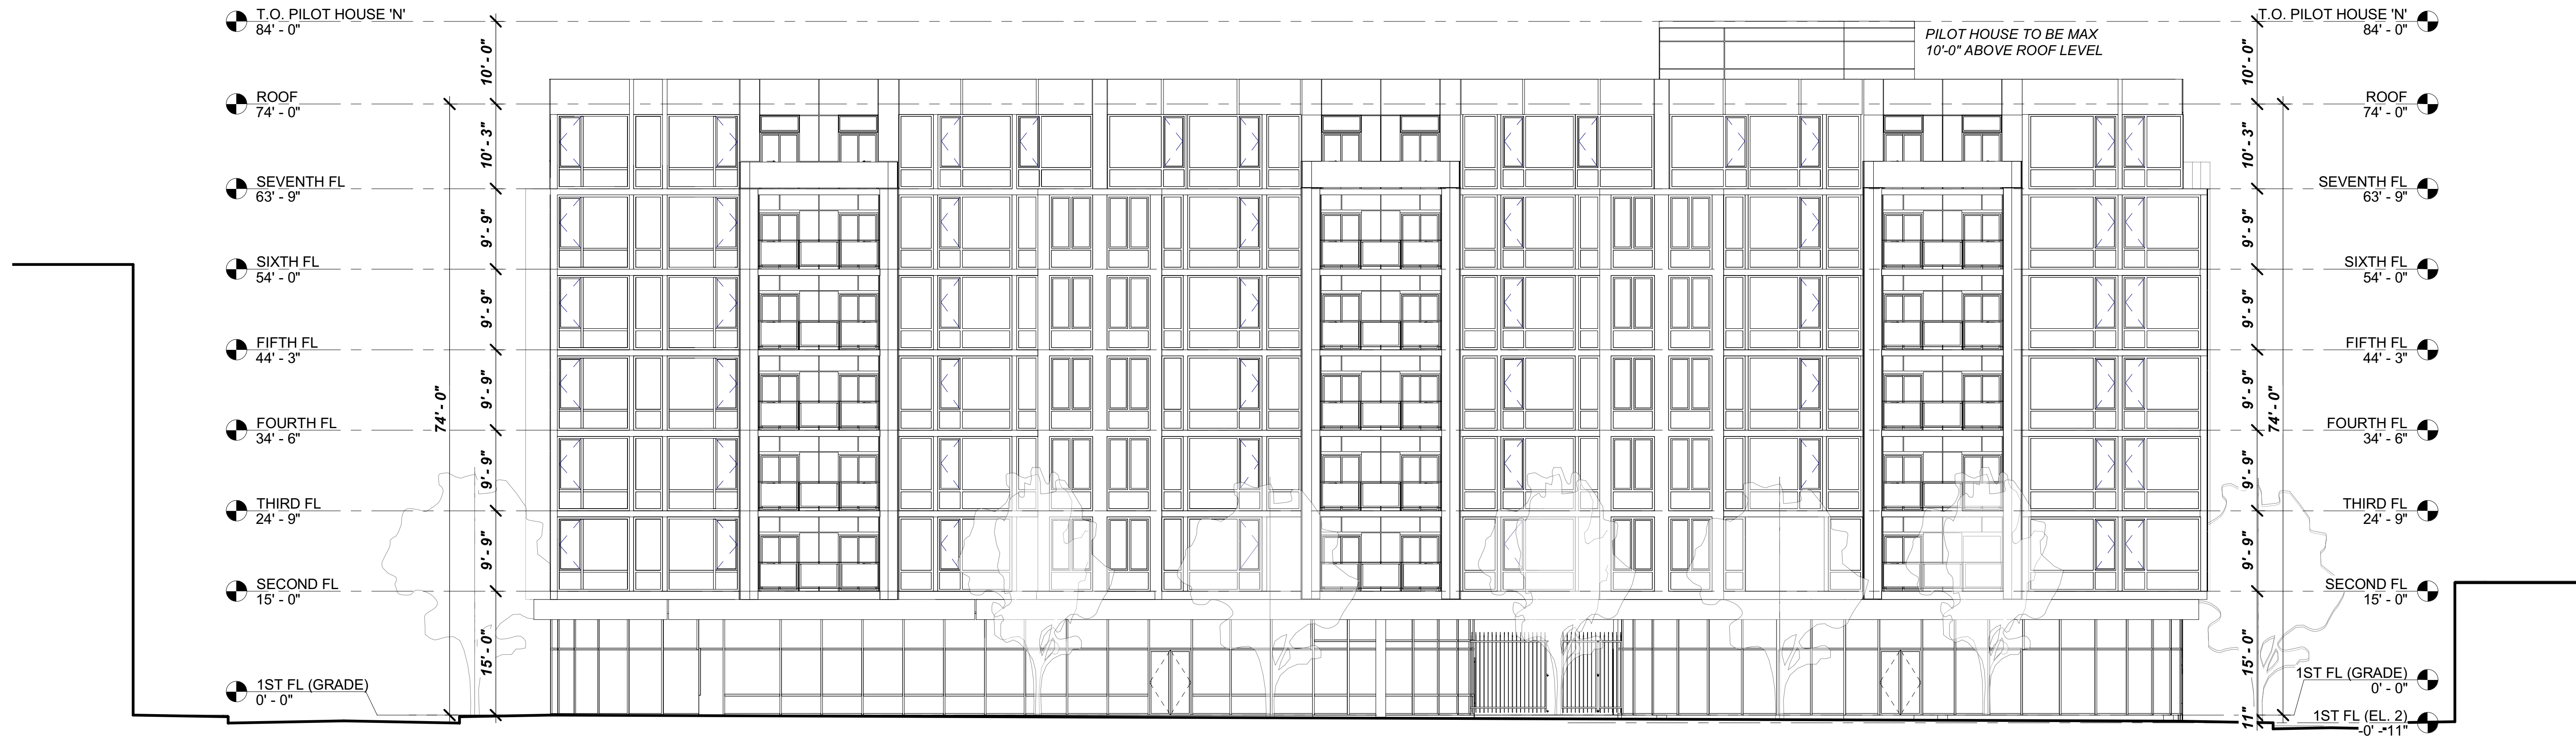 T.O. PILOT HOUSE 'N'
84' - 0"
T.O. PILOT HOUSE 'N'
84' - 0"
PILOT HOUSE TO BE MAX
10'-0" ABOVE ROOF LEVEL
10' - 0"
10' - 0"
ROOF
74' - 0"
ROOF
74' - 0"
10' - 3"
10' - 3"
SEVENTH FL
63' - 9"
SEVENTH FL
63' - 9"
9' - 9"
9' - 9"
SIXTH FL
54' - 0"
SIXTH FL
54' - 0"
9' - 9"
9' - 9"
FIFTH FL
44' - 3"
FIFTH FL
44' - 3"
9' - 9"
9' - 9"
74' - 0"
74' - 0"
FOURTH FL
34' - 6"
FOURTH FL
34' - 6"
9' - 9"
9' - 9"
THIRD FL
24' - 9"
THIRD FL
24' - 9"
9' - 9"
9' - 9"
SECOND FL
15' - 0"
SECOND FL
15' - 0"
15' - 0"
15' - 0"
1ST FL (GRADE)
0' - 0"
1ST FL (GRADE)
0' - 0"
11"
1ST FL (EL. 2)
-0' - 11"